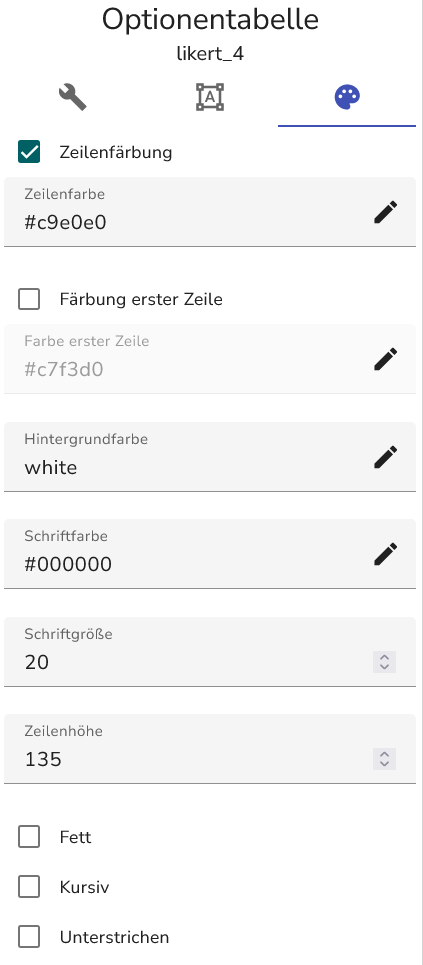 Optionentabelle
likert_4
A
Zeilenfärbung
Zeilenfarbe
#c9e0e0
Färbung erster Zeile
Farbe erster Zeile
#c7f3d0
Hintergrundfarbe
white
Schriftfarbe
#000000
Schriftgröße
20
Zeilenhöhe
135
Fett
Kursiv
Unterstrichen